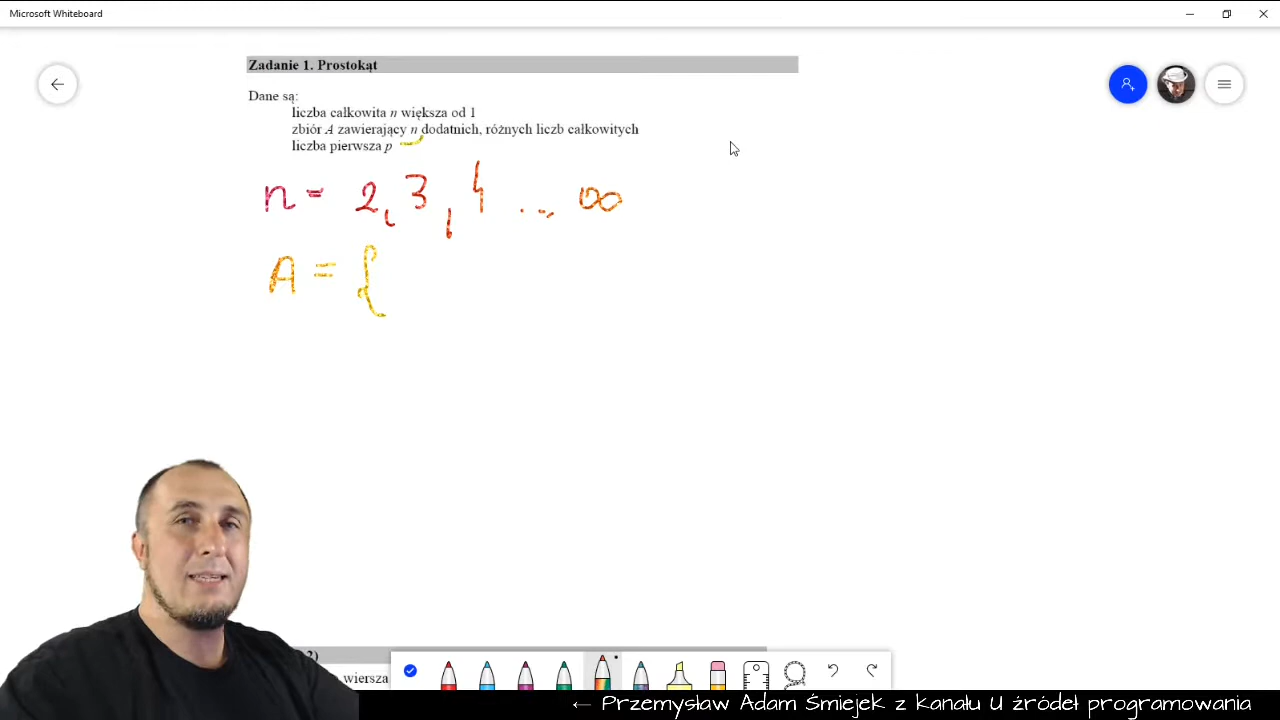 Microsoft Whiteboard
Zadanie 1. Prostokąt
Dane są:
liczba całkowita n większa od 1
zbiór A zawierający n dodatnich, różnych liczb całkowitych
liczba pierwsza p
n = 2, 3, 4 ... ∞
A = {
2)
wiersza
← Przemysław Adam Śmiejek z kanału U źródeł programowania